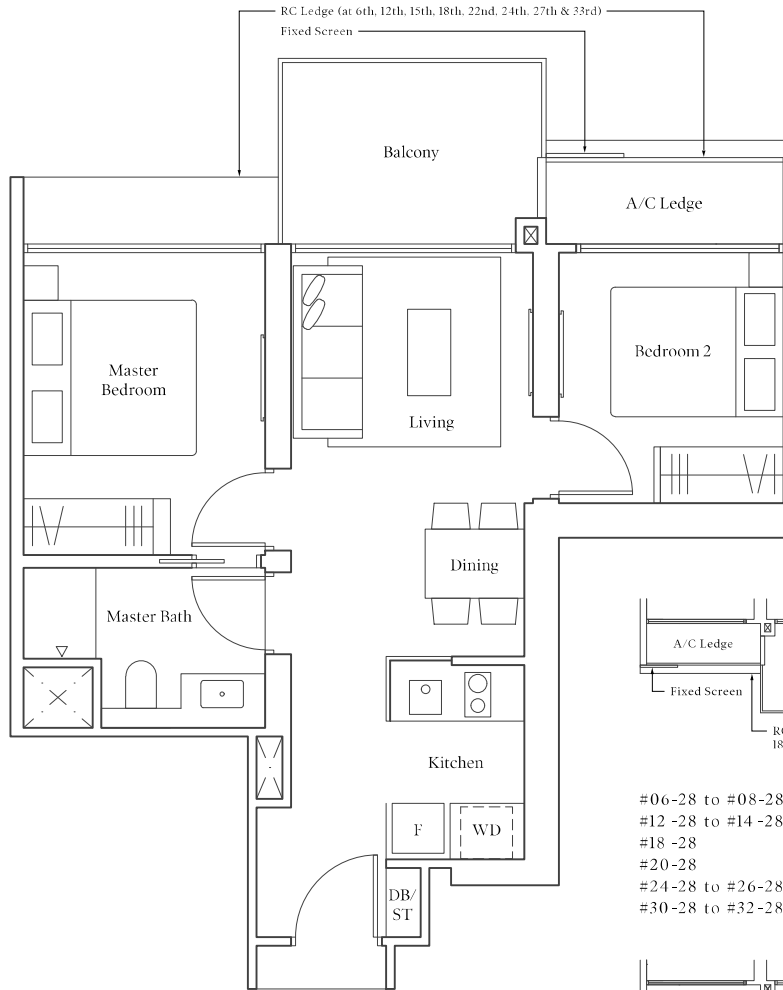 RC Ledge (at 6th, 12th, 15th, 18th, 22nd, 24th, 27th & 33rd)
Fixed Screen
Balcony
A/C Ledge
Master
Bedroom
Bedroom 2
Living
Dining
Master Bath
A/C Ledge
Fixed Screen
RC
18
Kitchen
F
WD
DB/
ST
#06-28 to #08-28
#12-28 to #14-28
#18-28
#20-28
#24-28 to #26-28
#30-28 to #32-28